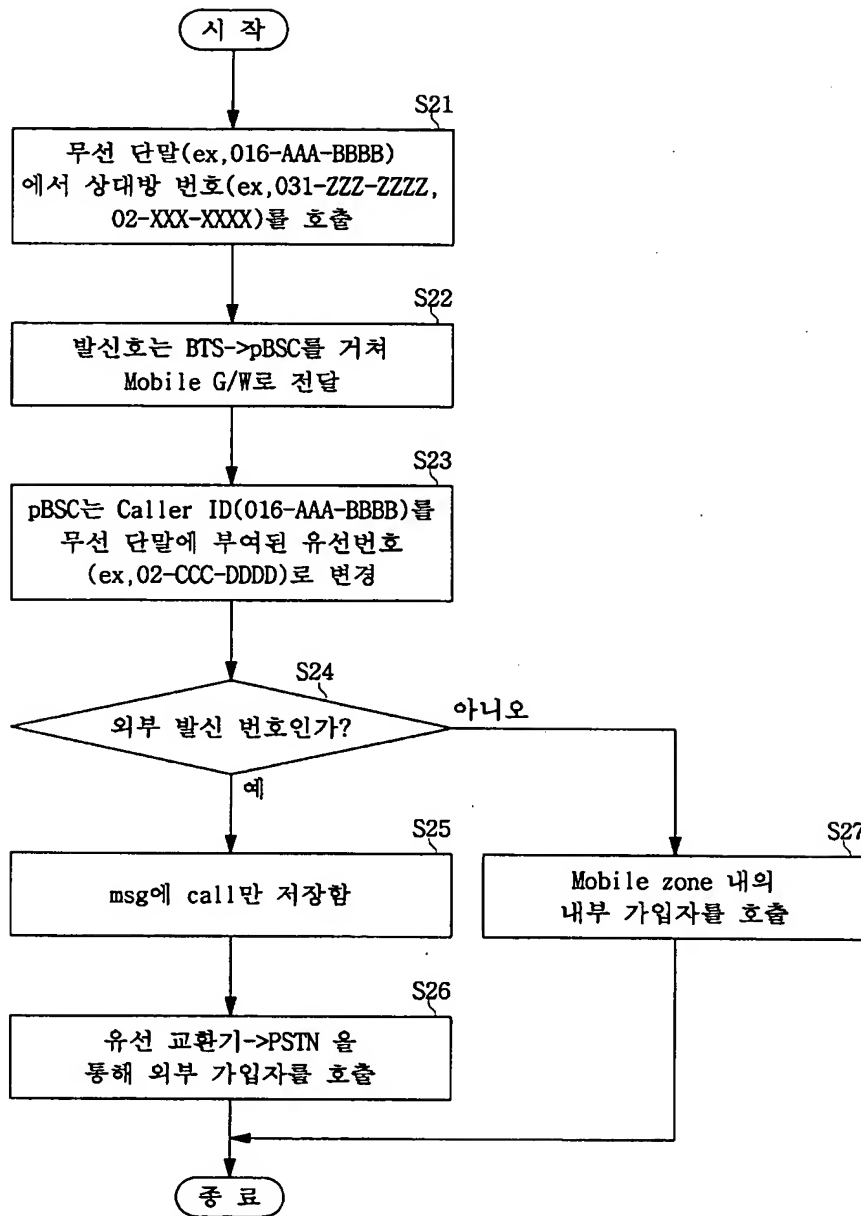 시 작
S21
무선 단말(ex,016-AAA-BBBB)
에서 상대방 번호(ex,031-ZZZ-ZZZZ,
02-XXX-XXXX)를 호출
S22
발신호는 BTS->pBSC를 거쳐
Mobile G/W로 전달
S23
pBSC는 Caller ID(016-AAA-BBBB)를
무선 단말에 부여된 유선번호
(ex,02-CCC-DDDD)로 변경
S24
외부 발신 번호인가?
아니오
예
S25
msg에 call만 저장함
S27
Mobile zone 내의
내부 가입자를 호출
S26
유선 교환기->PSTN 을
통해 외부 가입자를 호출
종 료